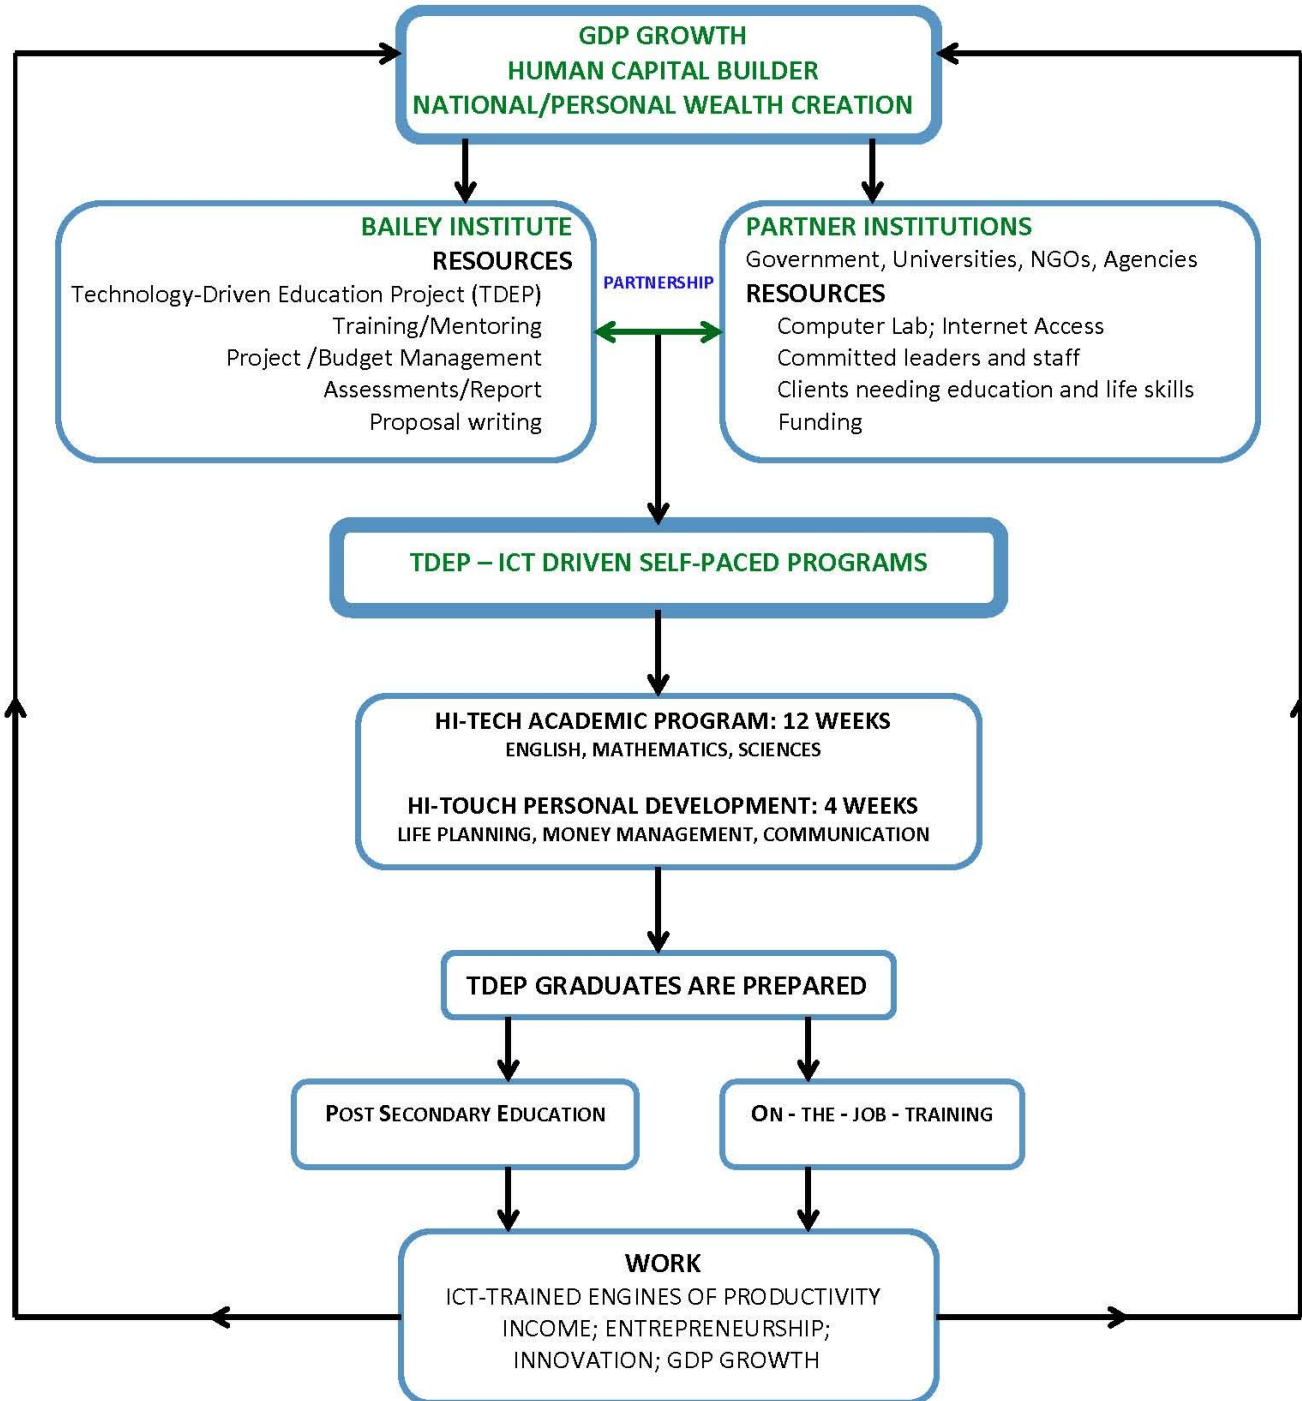 GDP GROWTH
HUMAN CAPITAL BUILDER
NATIONAL/PERSONAL WEALTH CREATION
BAILEY INSTITUTE
RESOURCES
Technology-Driven Education Project (TDEP)
Training/Mentoring
Project /Budget Management
Assessments/Report
Proposal writing
PARTNERSHIP
PARTNER INSTITUTIONS
Government, Universities, NGOs, Agencies
RESOURCES
Computer Lab; Internet Access
Committed leaders and staff
Clients needing education and life skills
Funding
TDEP – ICT DRIVEN SELF-PACED PROGRAMS
HI-TECH ACADEMIC PROGRAM: 12 WEEKS
ENGLISH, MATHEMATICS, SCIENCES
HI-TOUCH PERSONAL DEVELOPMENT: 4 WEEKS
LIFE PLANNING, MONEY MANAGEMENT, COMMUNICATION
TDEP GRADUATES ARE PREPARED
POST SECONDARY EDUCATION
ON - THE - JOB - TRAINING
WORK
ICT-TRAINED ENGINES OF PRODUCTIVITY
INCOME; ENTREPRENEURSHIP;
INNOVATION; GDP GROWTH